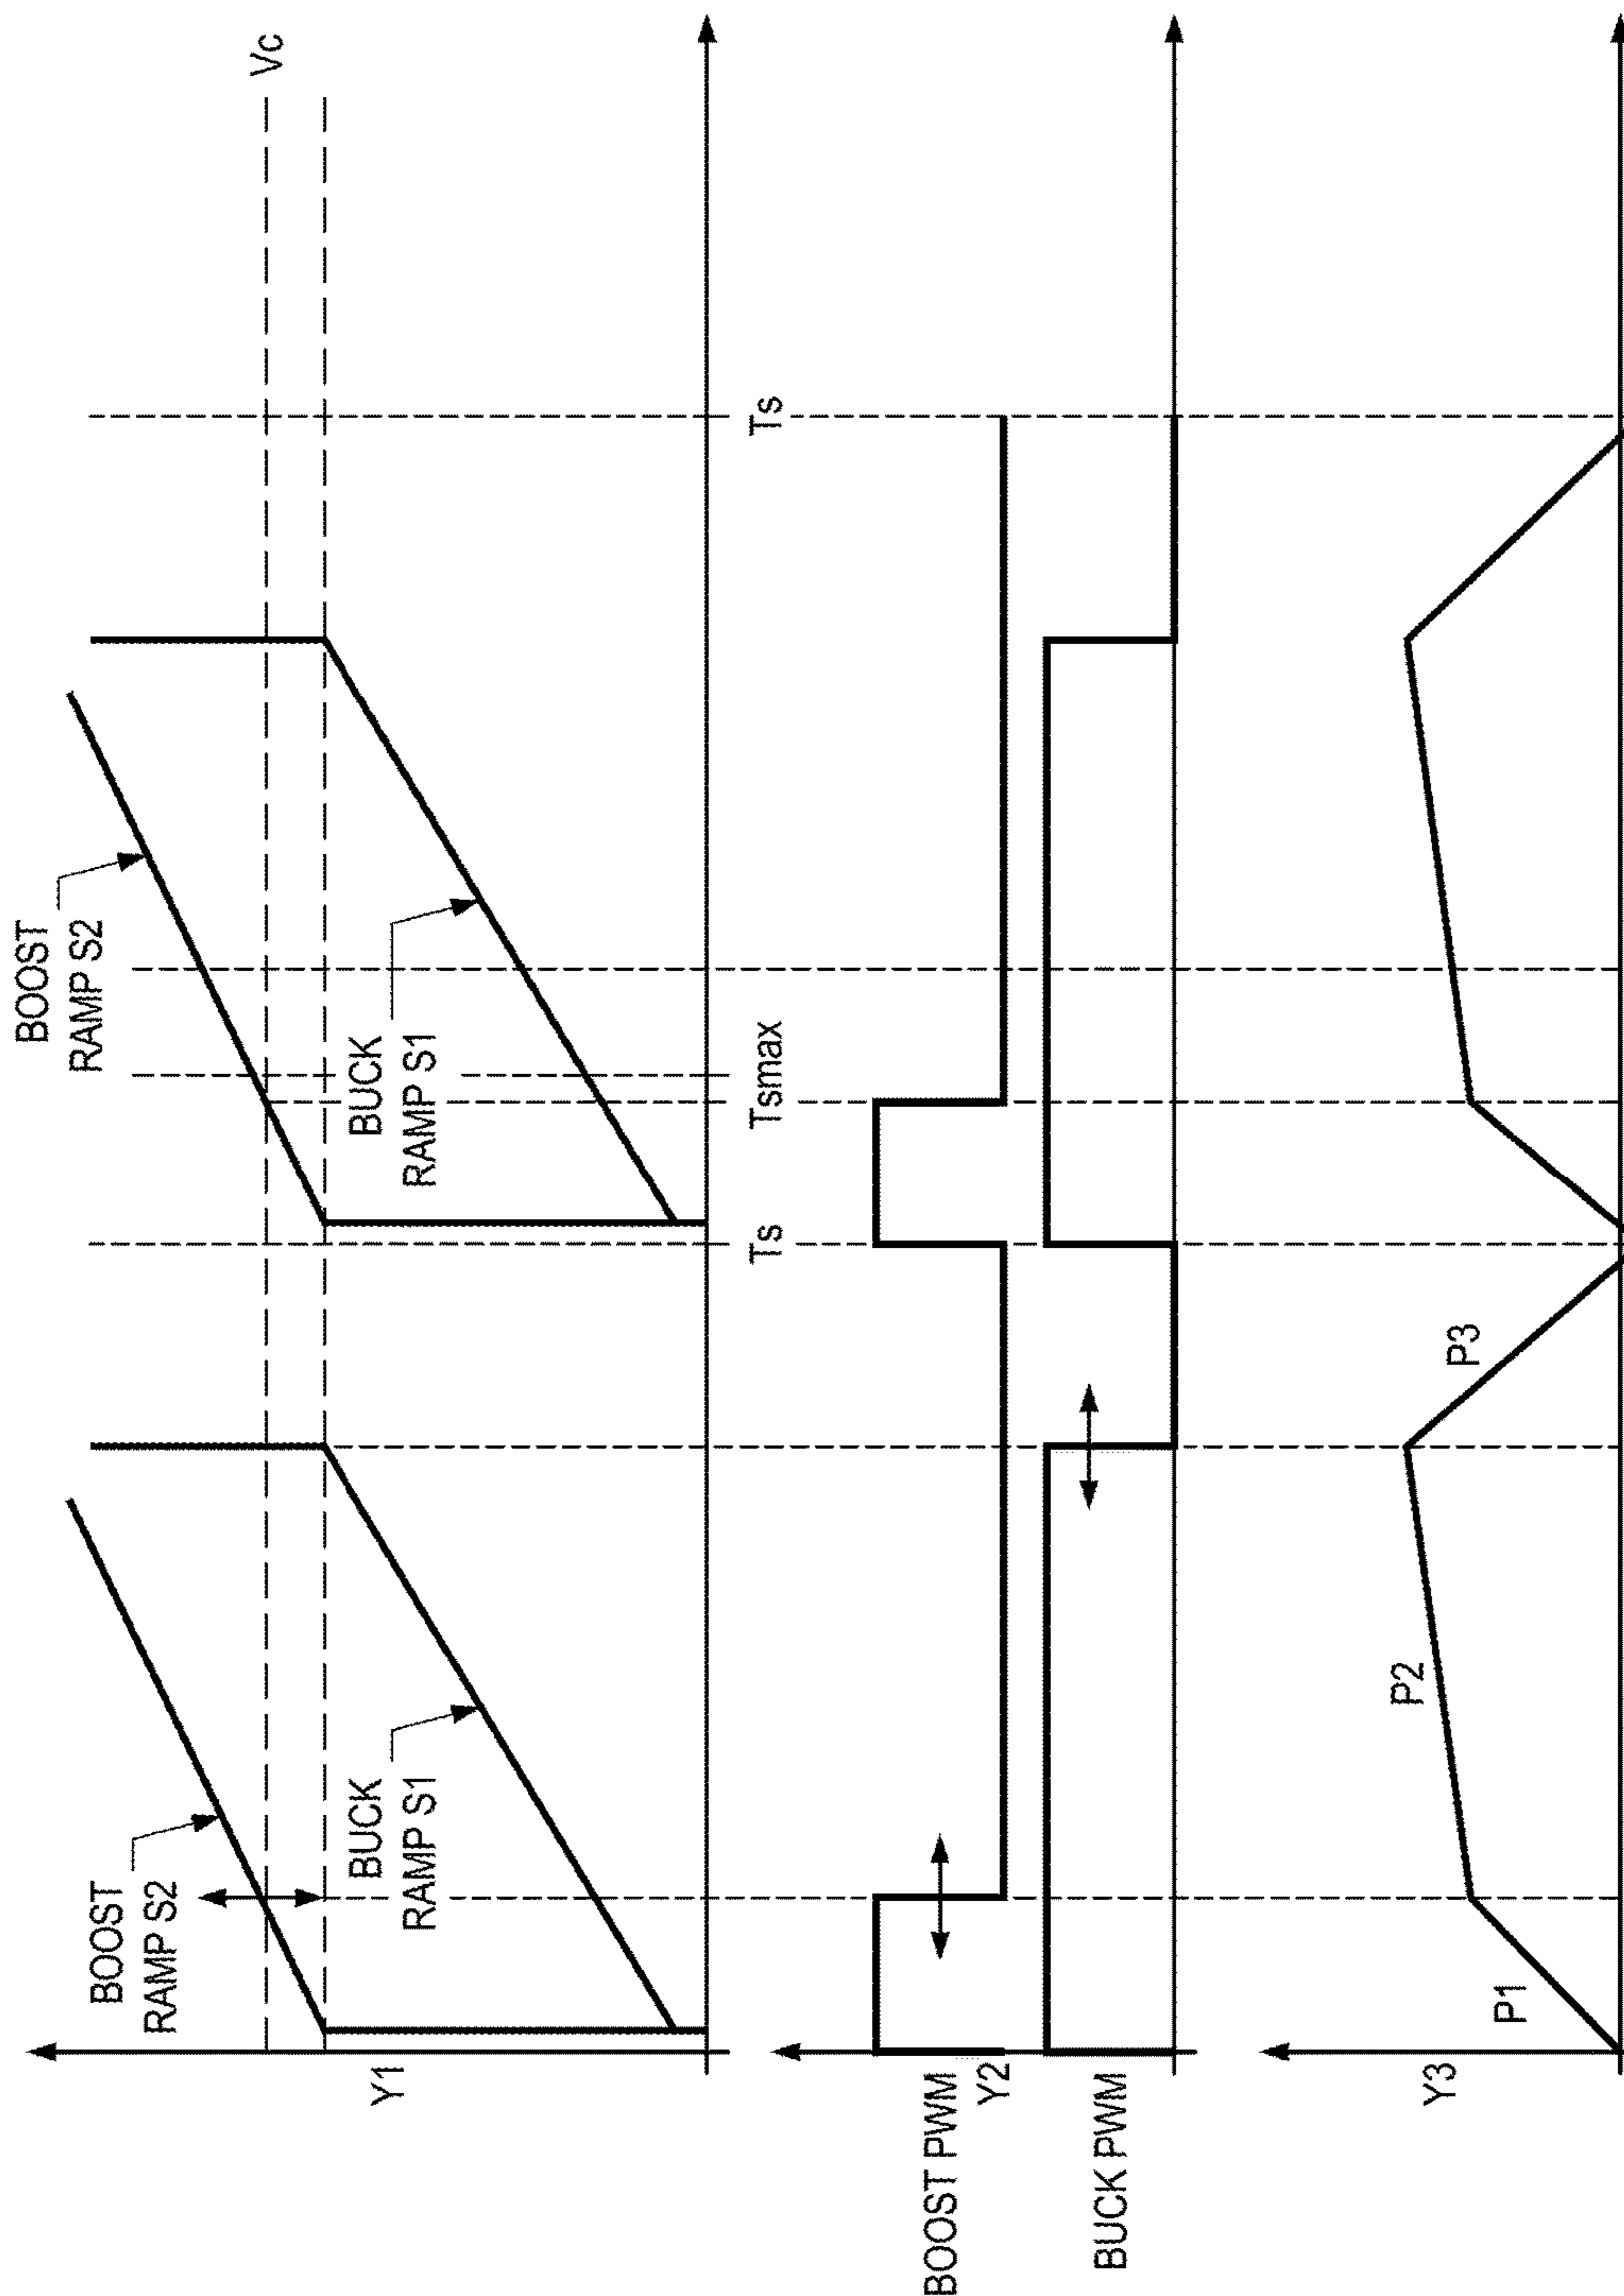 BOOST
RAMP S2
BOOST
RAMP S2
Vc
Y1
BUCK
RAMP S1
BUCK
RAMP S1
Ts
Tsmax
Ts
BOOST PWM
Y2
BUCK PWM
Y3
P1
P2
P3